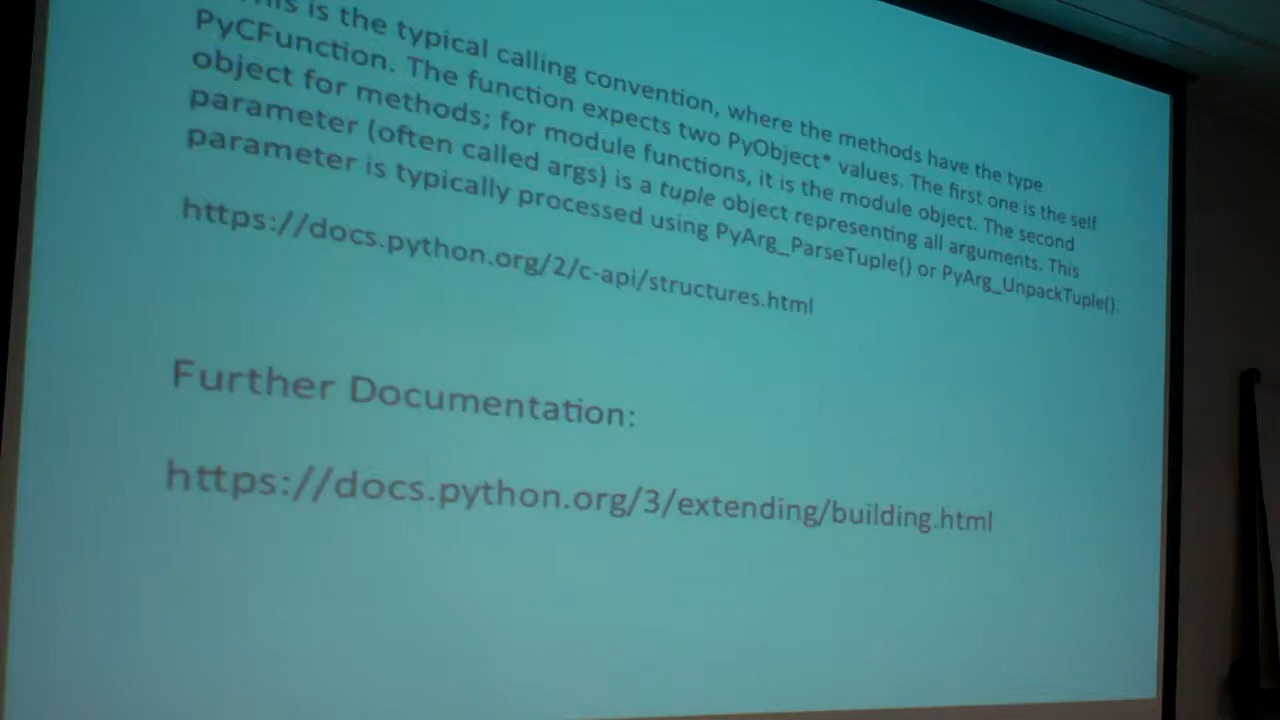 is is the typical calling convention, where the methods have the type
PyCFunction. The function expects two PyObject* values. The first one is the self
object for methods; for module functions, it is the module object. The second
parameter (often called args) is a tuple object representing all arguments. This
parameter is typically processed using PyArg_ParseTuple() or PyArg_UnpackTuple().
https://docs.python.org/2/c-api/structures.html
Further Documentation:
https://docs.python.org/3/extending/building.html